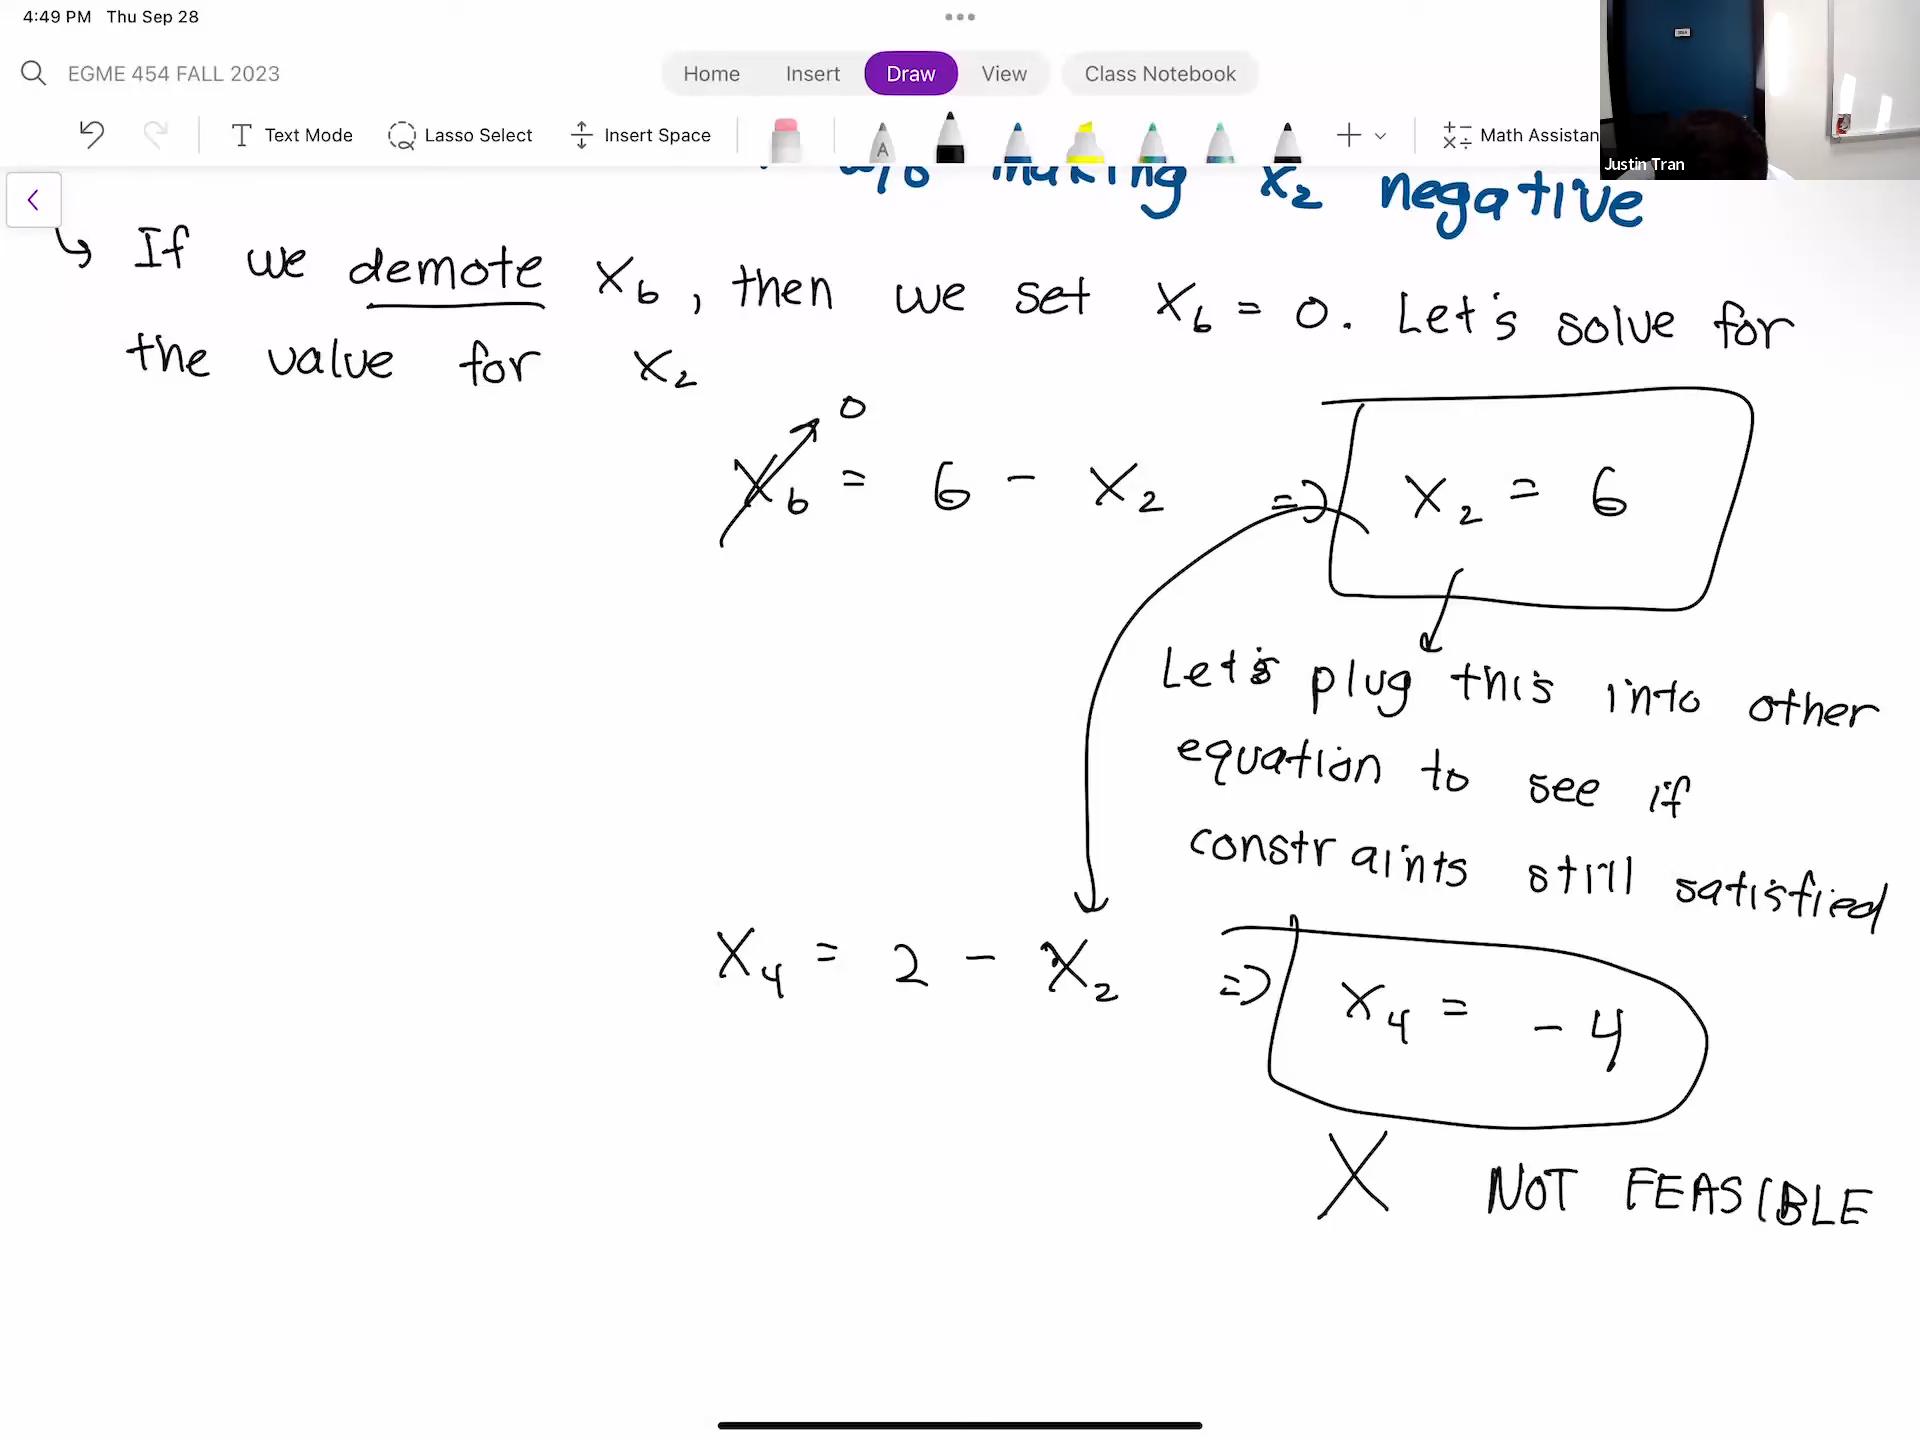 4:49 PM Thu Sep 28
EGME 454 FALL 2023
Home Insert Draw View Class Notebook
Text Mode Lasso Select Insert Space A Math Assistan
Justin Tran
w/o making x₂ negative
↳ If we demote x₆, then we set x₆ = 0. Let's solve for
the value for x₂
0
x₆ = 6 - x₂ => x₂ = 6
Let's plug this into other
equation to see if
constraints still satisfied
x₄ = 2 - x₂ => x₄ = -4
X NOT FEASIBLE